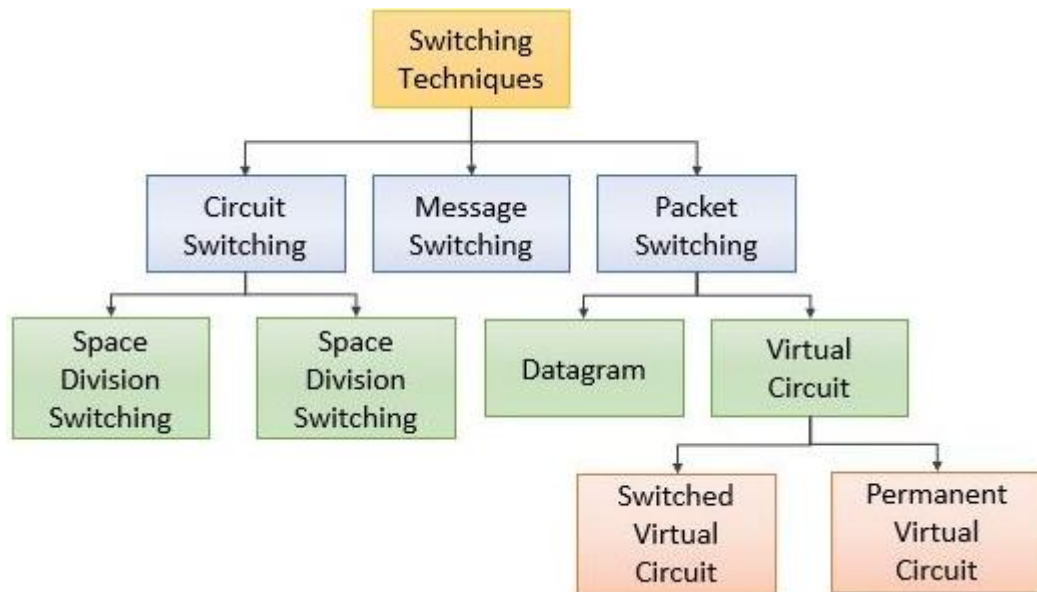 Switching
Techniques
Circuit
Switching
Message
Switching
Packet
Switching
Space
Division
Switching
Space
Division
Switching
Datagram
Virtual
Circuit
Switched
Virtual
Circuit
Permanent
Virtual
Circuit